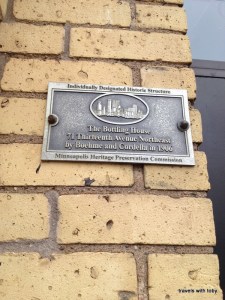 Individually Designated Historic Structure
The Bottling House
71 Thirteenth Avenue Northeast
by Boehme and Cordella in 1906
Minneapolis Heritage Preservation Commission
travels with toby